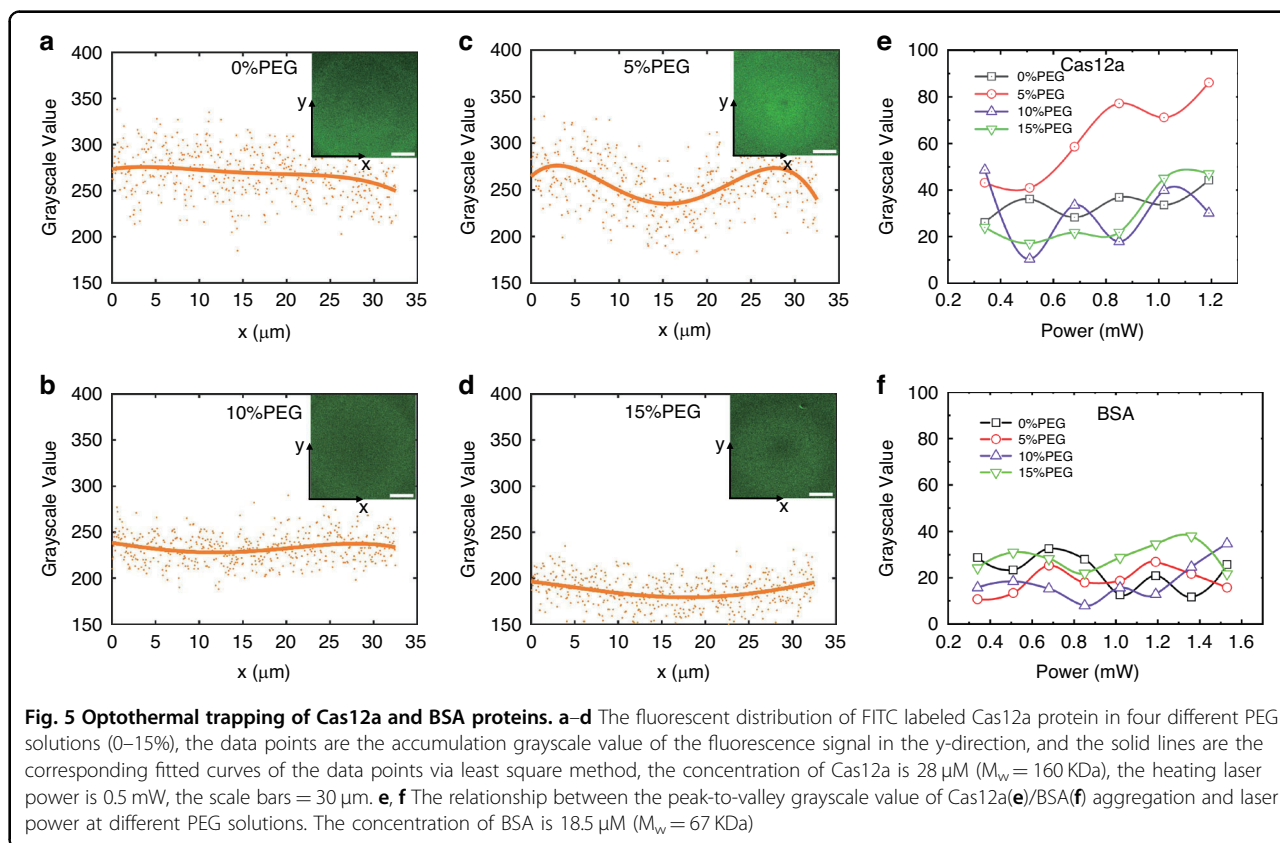 a
400
350
300
250
200
150
Grayscale Value
0%PEG
y
x
0 5 10 15 20 25 30 35
x (μm)
c
400
350
300
250
200
150
Grayscale Value
5%PEG
y
x
0 5 10 15 20 25 30 35
x (μm)
e
100
80
60
40
20
0
Grayscale Value
Cas12a
0%PEG
5%PEG
10%PEG
15%PEG
0.2 0.4 0.6 0.8 1.0 1.2
Power (mW)
b
400
350
300
250
200
150
Grayscale Value
10%PEG
y
x
0 5 10 15 20 25 30 35
x (μm)
d
400
350
300
250
200
150
Grayscale Value
15%PEG
y
x
0 5 10 15 20 25 30 35
x (μm)
f
100
80
60
40
20
0
Grayscale Value
BSA
0%PEG
5%PEG
10%PEG
15%PEG
0.2 0.4 0.6 0.8 1.0 1.2 1.4 1.6
Power (mW)
Fig. 5 Optothermal trapping of Cas12a and BSA proteins. a–d The fluorescent distribution of FITC labeled Cas12a protein in four different PEG
solutions (0–15%), the data points are the accumulation grayscale value of the fluorescence signal in the y-direction, and the solid lines are the
corresponding fitted curves of the data points via least square method, the concentration of Cas12a is 28 μM (Mw = 160 KDa), the heating laser
power is 0.5 mW, the scale bars = 30 μm. e, f The relationship between the peak-to-valley grayscale value of Cas12a(e)/BSA(f) aggregation and laser
power at different PEG solutions. The concentration of BSA is 18.5 μM (Mw = 67 KDa)